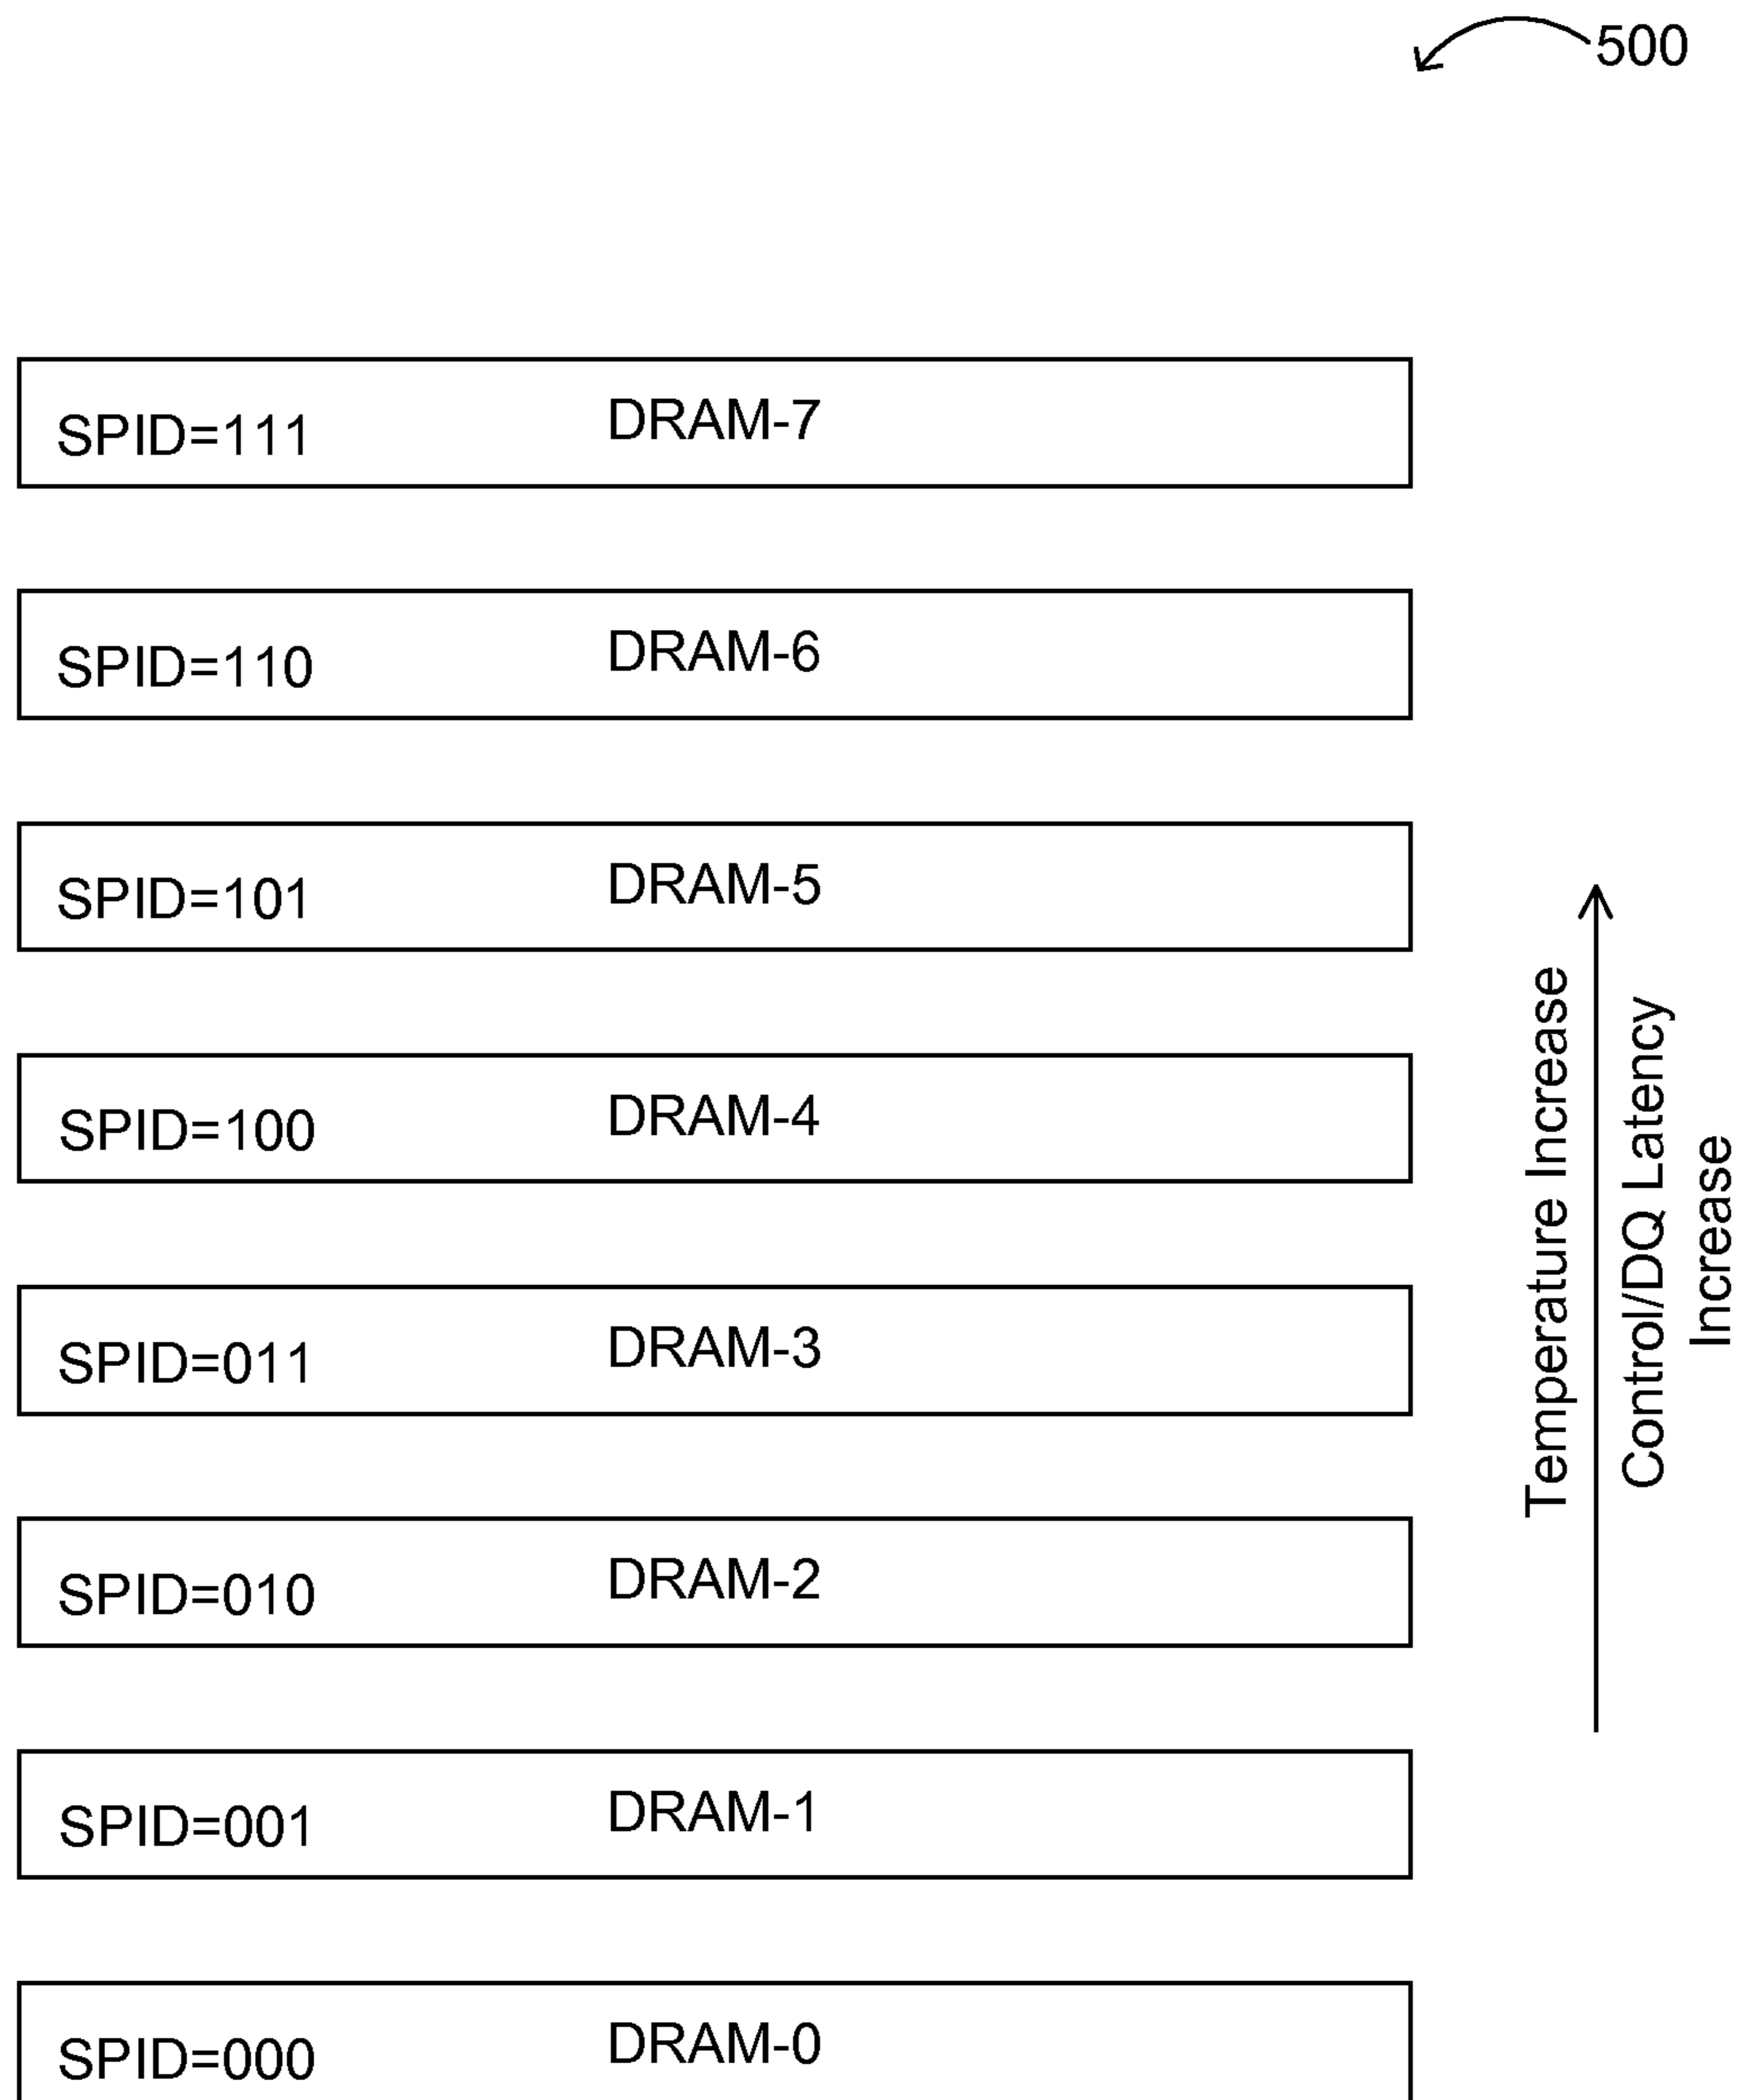 500
SPID=111 DRAM-7
SPID=110 DRAM-6
SPID=101 DRAM-5
SPID=100 DRAM-4
SPID=011 DRAM-3
SPID=010 DRAM-2
SPID=001 DRAM-1
SPID=000 DRAM-0
Temperature Increase
Control/DQ Latency
Increase